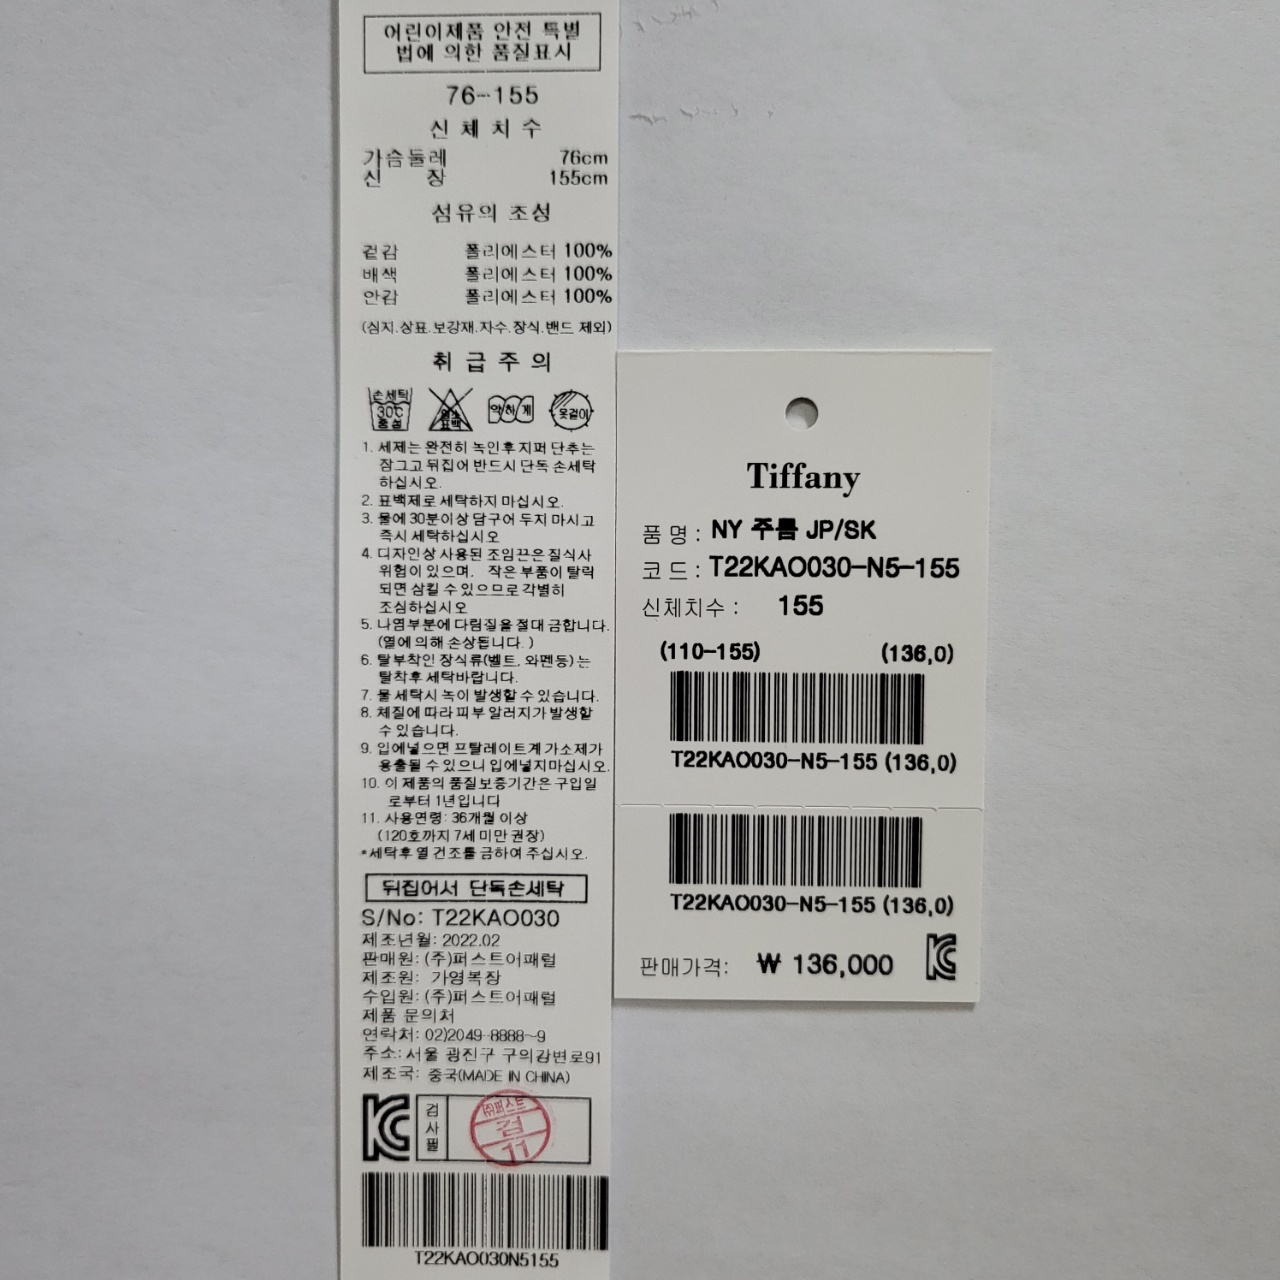 어린이제품 안전 특별
법에 의한 품질표시
76-155
신 체 치 수
가슴둘레 76cm
신 장 155cm
섬유의 조성
겉감 폴리에스터 100%
배색 폴리에스터 100%
안감 폴리에스터 100%
(심지.상표.보강재.자수.장식.밴드 제외)
취 급 주 의
손세탁 30℃ 중성
염소 표백
약하게
옷걸이
1. 세제는 완전히 녹인후 지퍼 단추는
잠그고 뒤집어 반드시 단독 손세탁
하십시오.
2. 표백제로 세탁하지 마십시오.
3. 물에 30분이상 담구어 두지 마시고
즉시 세탁하십시오
4. 디자인상 사용된 조임끈은 질식사
위험이 있으며, 작은 부품이 탈락
되면 삼킬 수 있으므로 각별히
조심하십시오
5. 나염부분에 다림질을 절대 금합니다.
(열에 의해 손상됩니다. )
6. 탈부착인 장식류(벨트, 와펜등) 는
탈착후 세탁바랍니다.
7. 물 세탁시 녹이 발생할 수 있습니다.
8. 체질에 따라 피부 알러지가 발생할
수 있습니다.
9. 입에넣으면 프탈레이트계 가소제가
용출될 수 있으니 입에넣지마십시오.
10. 이 제품의 품질보증기간은 구입일
로부터 1년입니다
11. 사용연령: 36개월 이상
(120호까지 7세 미만 권장)
*세탁후 열 건조를 금하여 주십시오.
뒤집어서 단독손세탁
S/No: T22KAO030
제조년월: 2022.02
판매원: (주)퍼스트어패럴
제조원: 가영복장
수입원: (주)퍼스트어패럴
제품 문의처
연락처: 02)2049-8888~9
주소: 서울 광진구 구의강변로91
제조국: 중국(MADE IN CHINA)
KC
검사필
㈜퍼스트
검
11
T22KAO030N5155
Tiffany
품 명 : NY 주름 JP/SK
코 드 : T22KAO030-N5-155
신체치수 : 155
(110-155) (136,0)
T22KAO030-N5-155 (136,0)
T22KAO030-N5-155 (136,0)
판매가격: ₩ 136,000 KC